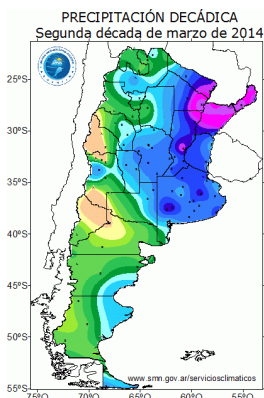 PRECIPITACIÓN DECÁDICA
Segunda década de marzo de 2014
25°S
30°S
35°S
40°S
45°S
50°S
www.smn.gov.ar/serviciosclimaticos
55°S
75°O
70°O
65°O
60°O
55°O